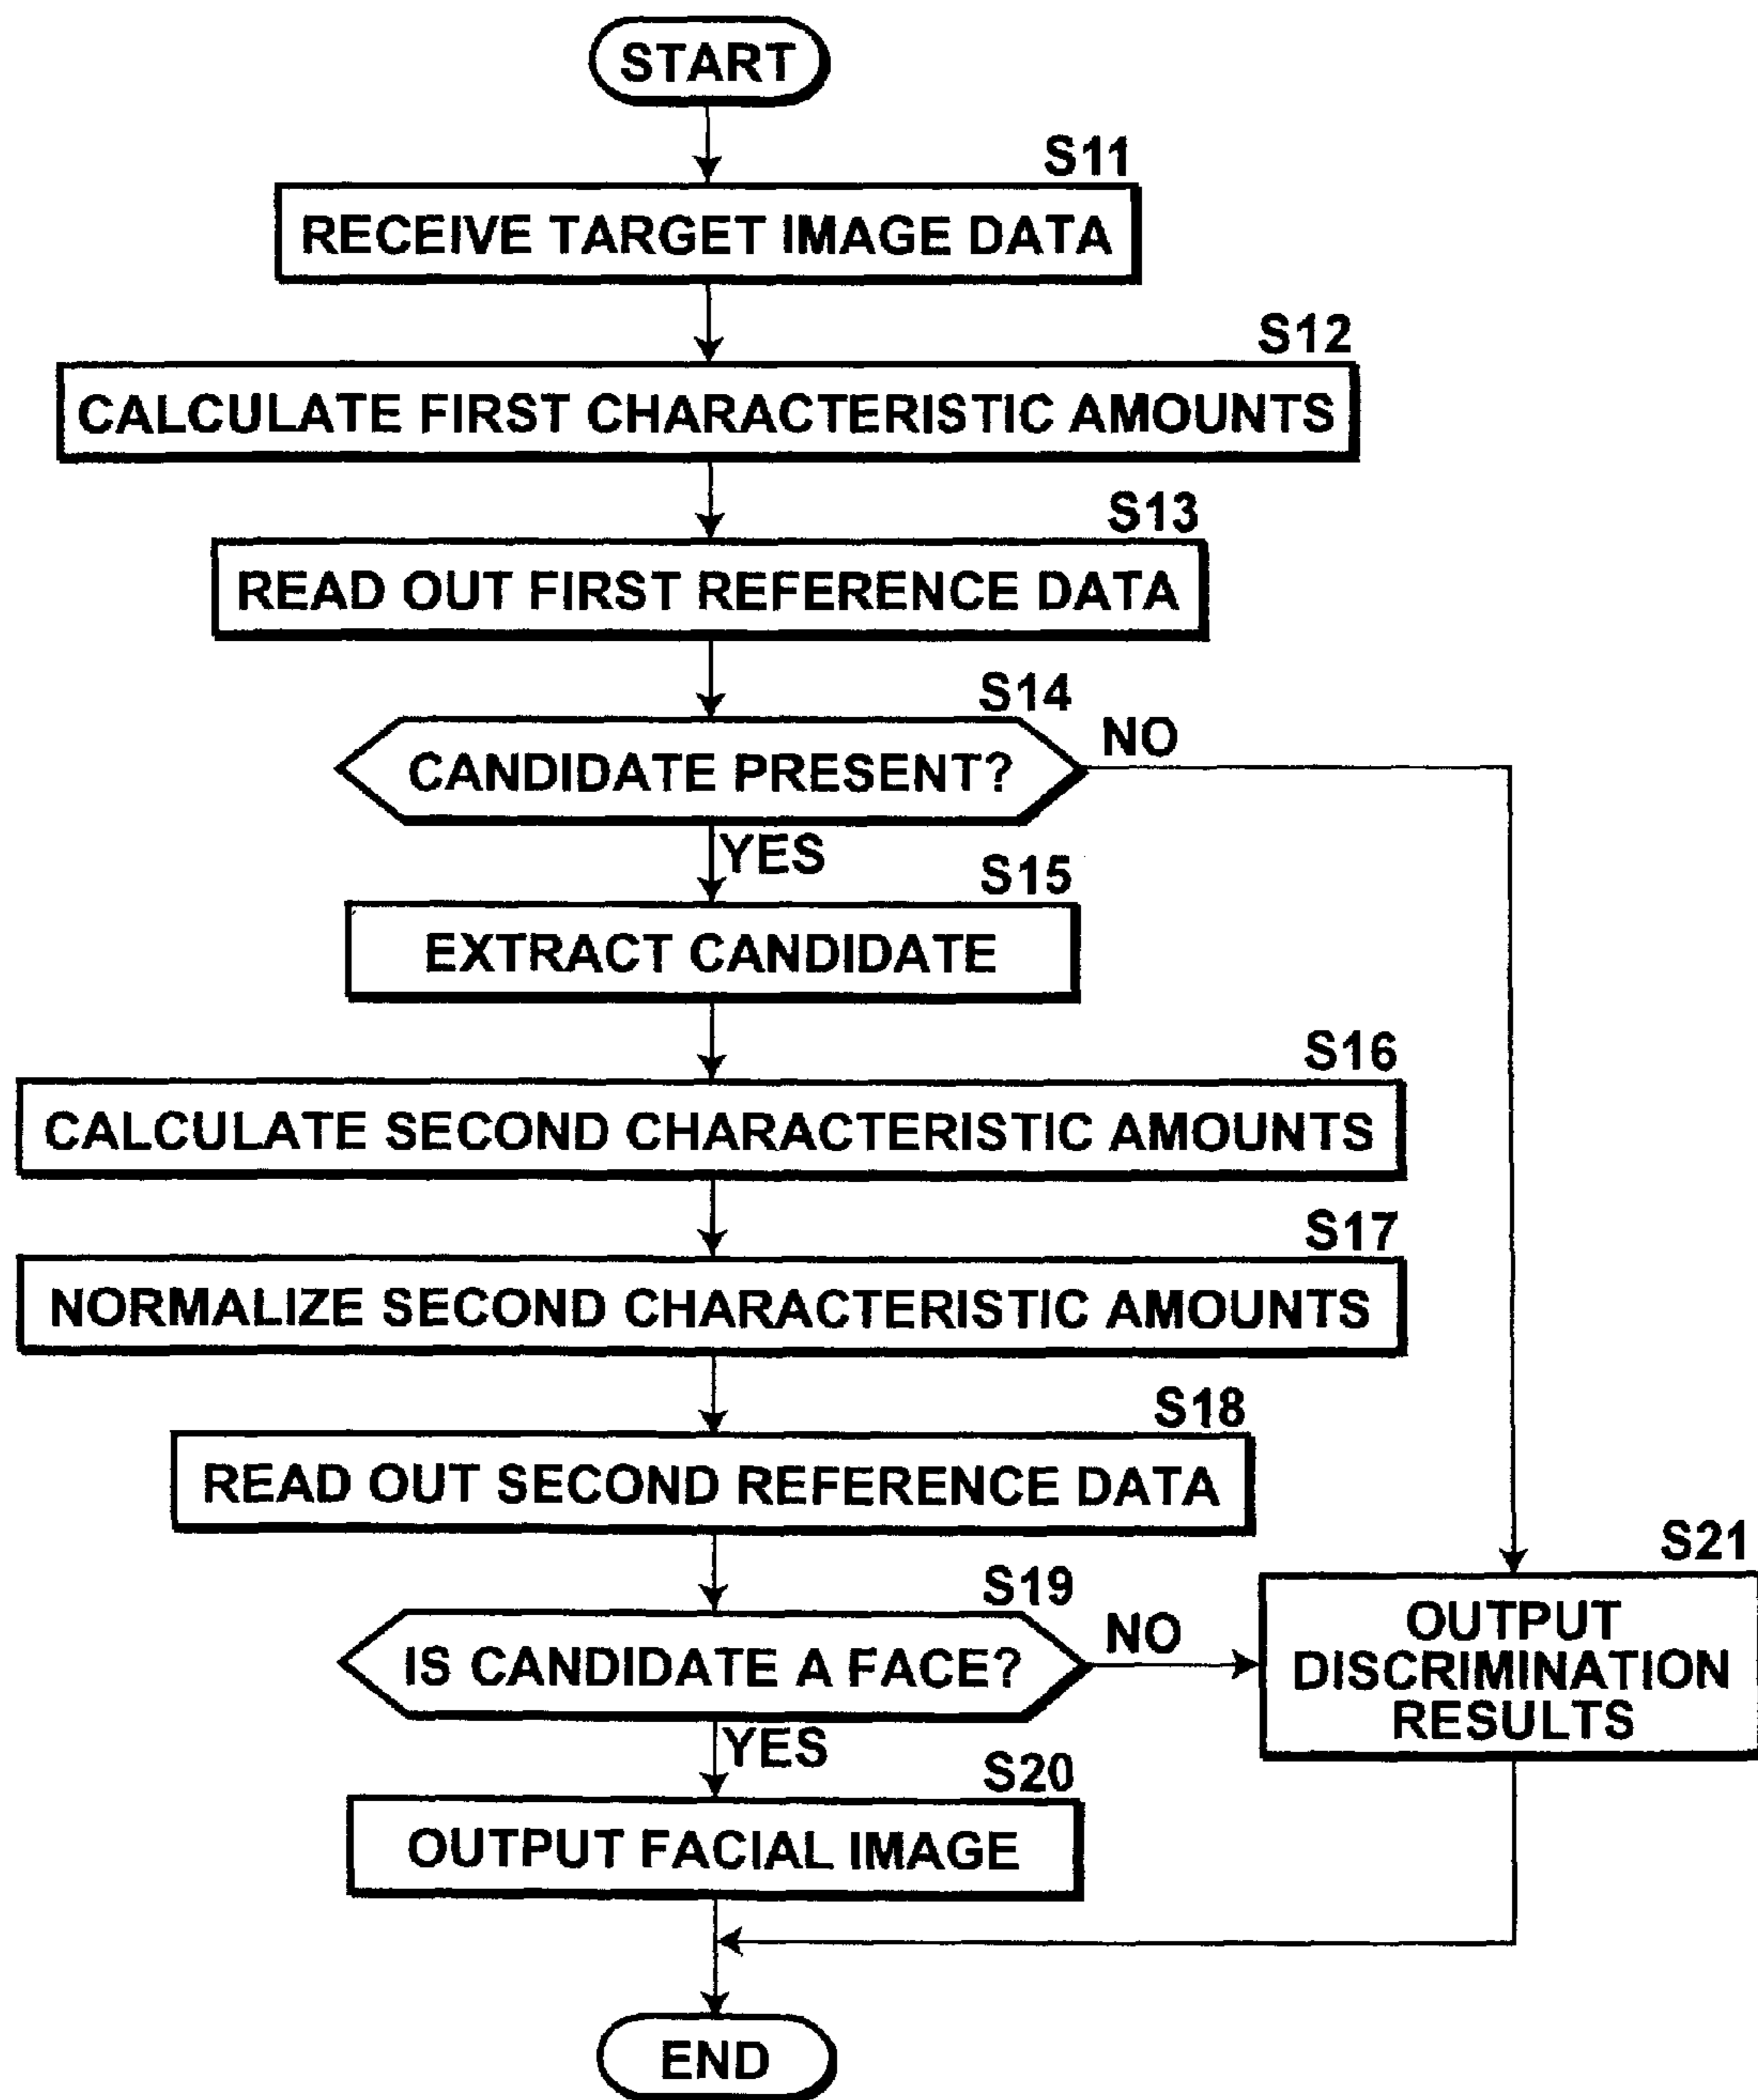 START
S11
RECEIVE TARGET IMAGE DATA
S12
CALCULATE FIRST CHARACTERISTIC AMOUNTS
S13
READ OUT FIRST REFERENCE DATA
S14
CANDIDATE PRESENT?
NO
YES
S15
EXTRACT CANDIDATE
S16
CALCULATE SECOND CHARACTERISTIC AMOUNTS
S17
NORMALIZE SECOND CHARACTERISTIC AMOUNTS
S18
READ OUT SECOND REFERENCE DATA
S19
IS CANDIDATE A FACE?
NO
S21
OUTPUT
DISCRIMINATION
RESULTS
YES
S20
OUTPUT FACIAL IMAGE
END